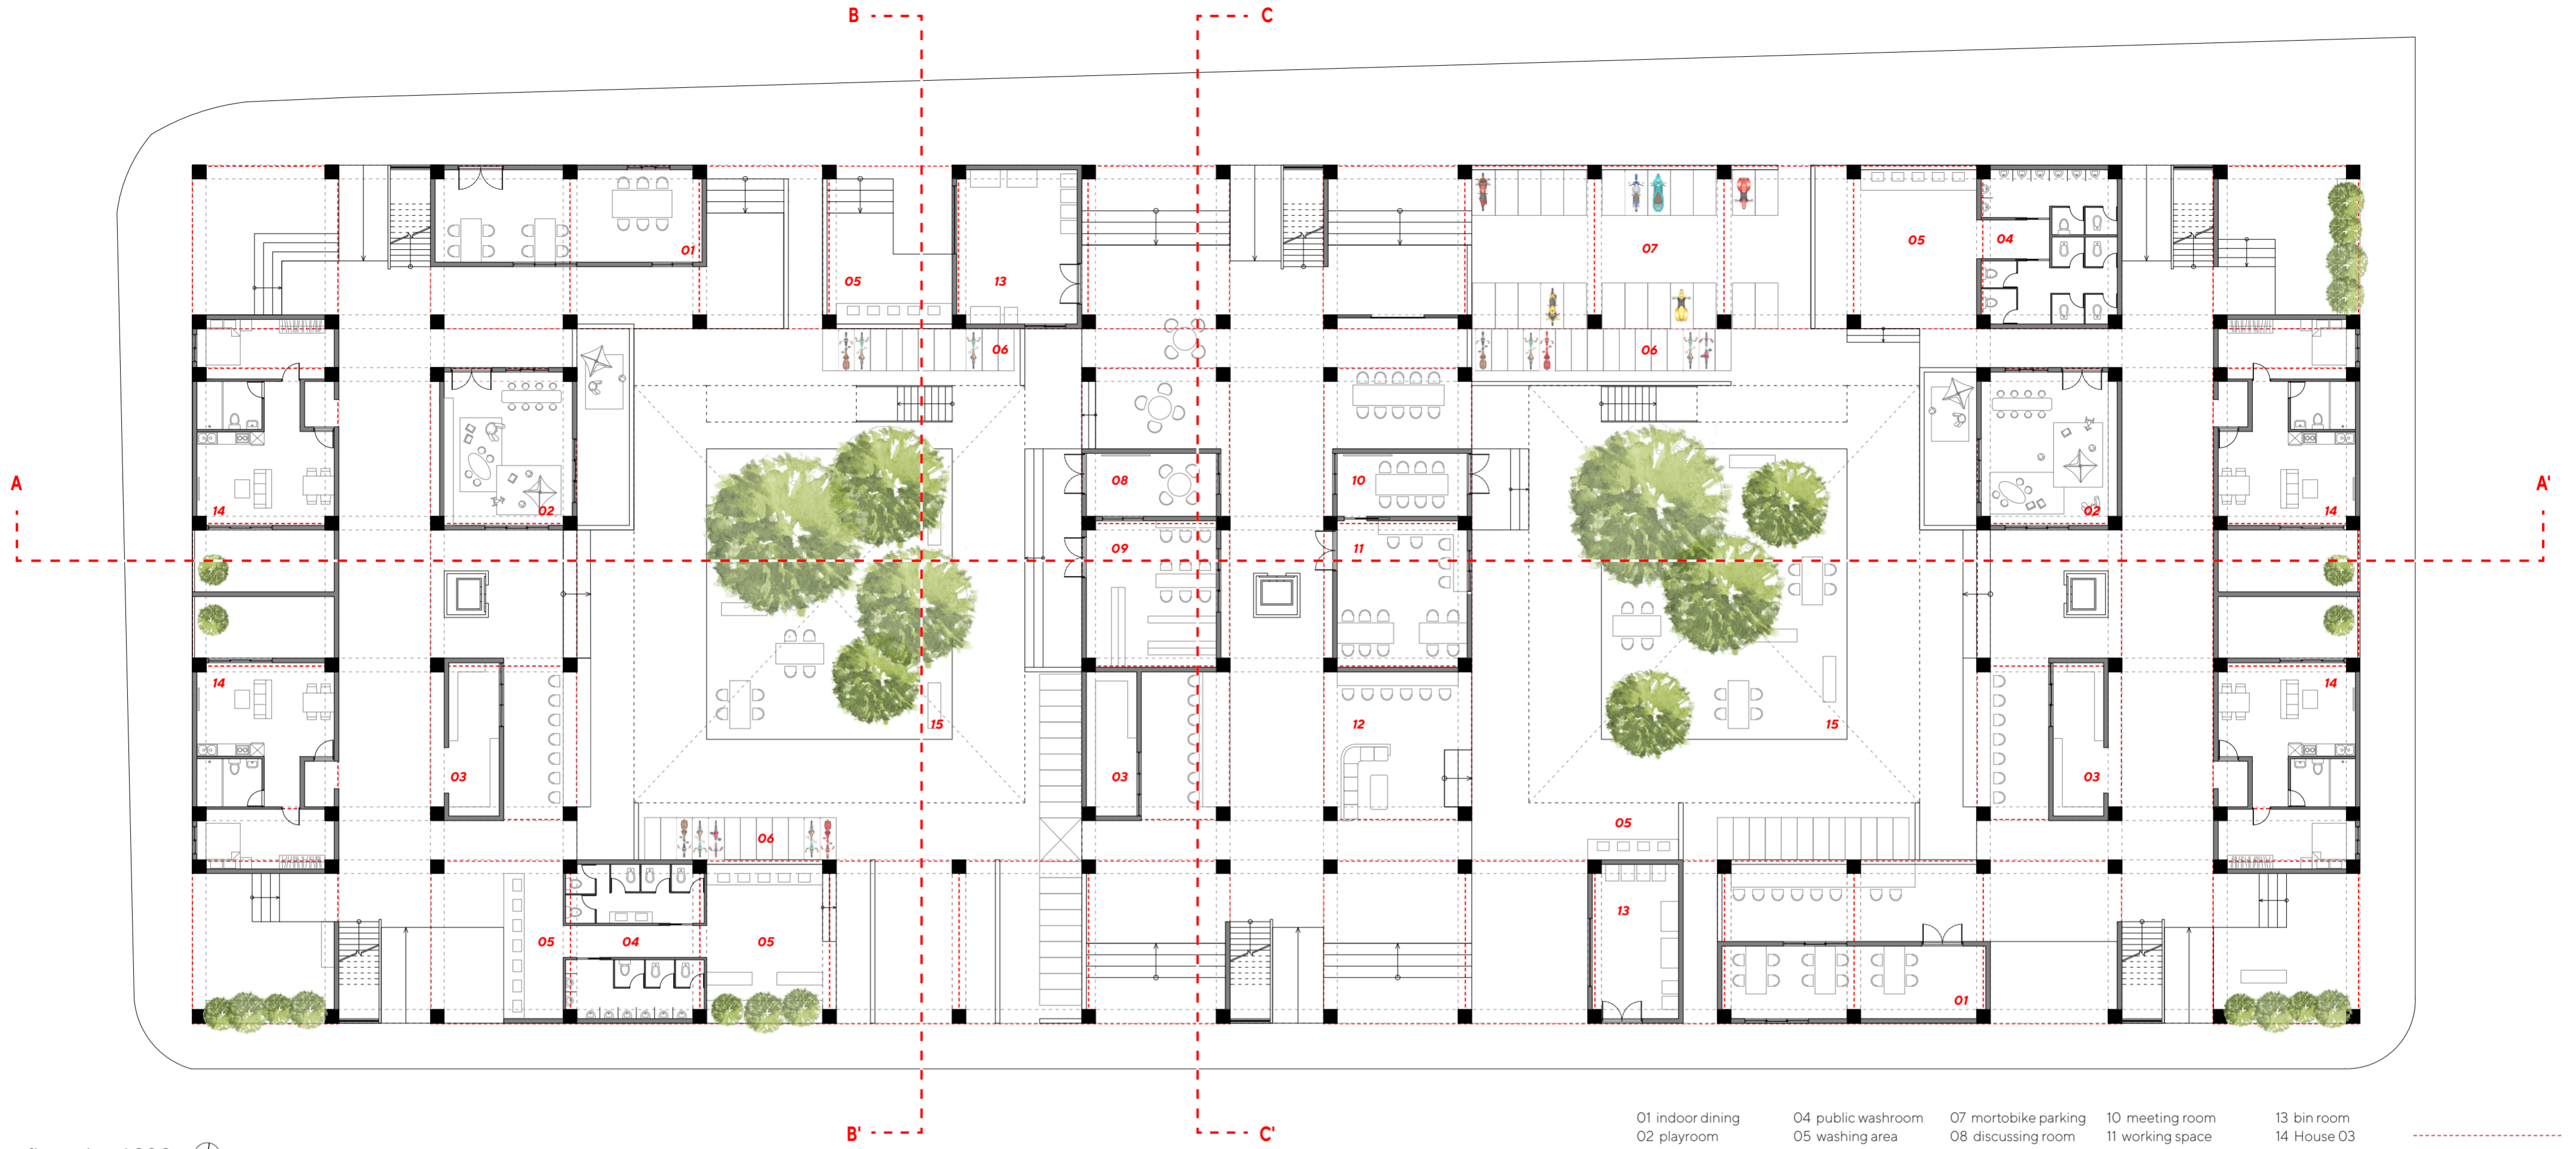 B
C
01
05
13
07
05
04
06
06
A
A'
14
02
08
10
02
14
09
11
14
15
12
15
14
03
03
03
06
05
05
04
05
13
01
B'
C'
01 indoor dining
04 public washroom
07 mortobike parking
10 meeting room
13 bin room
02 playroom
05 washing area
08 discussing room
11 working space
14 House 03